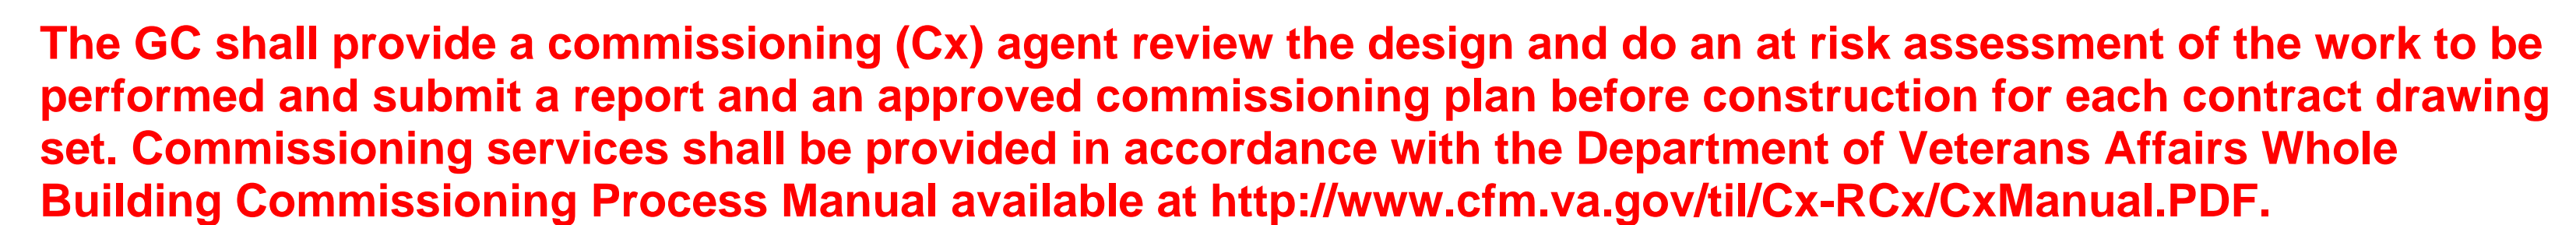 The GC shall provide a commissioning (Cx) agent review the design and do an at risk assessment of the work to be
performed and submit a report and an approved commissioning plan before construction for each contract drawing
set. Commissioning services shall be provided in accordance with the Department of Veterans Affairs Whole
Building Commissioning Process Manual available at http://www.cfm.va.gov/til/Cx-RCx/CxManual.PDF.